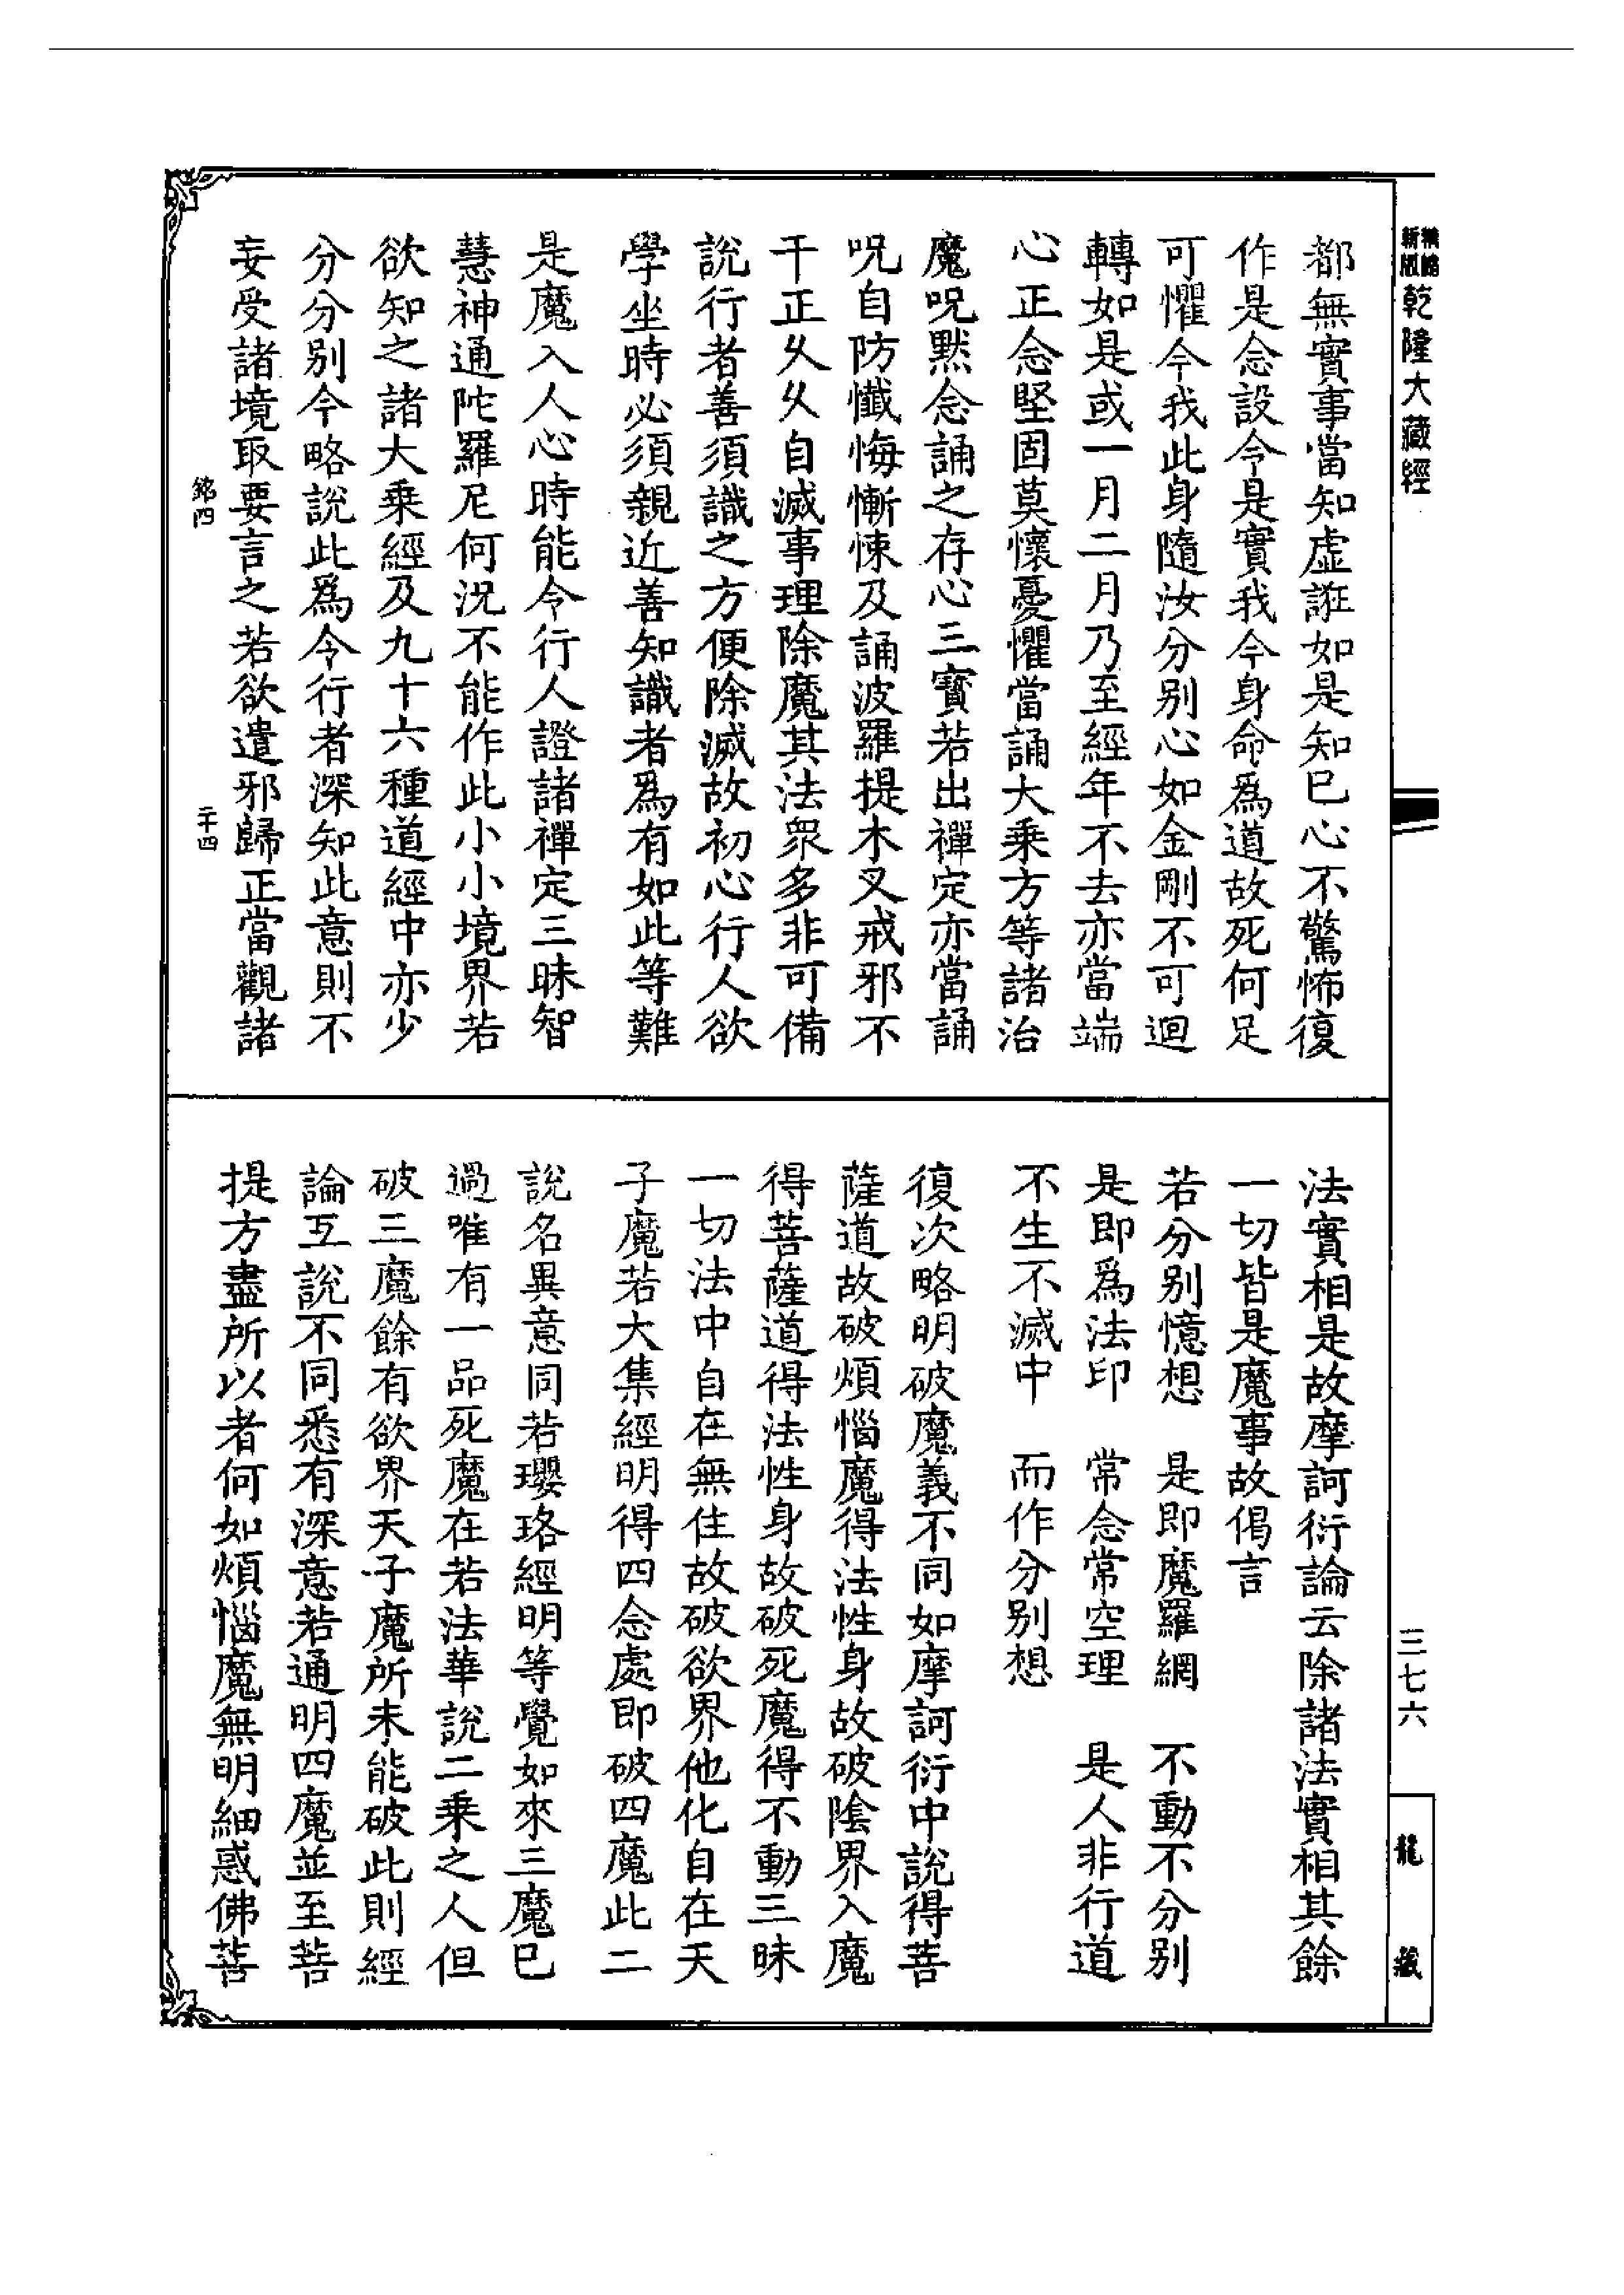 乾隆大藏經
都無實事當知虛誑如是知已心不驚怖復
作是念設令是實我今身命為道故死何足
可懼今我此身隨汝分別心如金剛不可迴
轉如是或一月二月乃至經年不去亦當端
心正念堅固莫懷憂懼當誦大乘方等諸治
魔呪默念誦之存心三寶若出禪定亦當誦
呪自防懺悔慚悚及誦波羅提木叉戒邪不
干正久久自滅事理除魔其法眾多非可備
說行者善須識之方便除滅故初心行人欲
學坐時必須親近善知識者為有如此等難
是魔入人心時能令行人證諸禪定三昧智
慧神通陀羅尼何況不能作此小小境界若
欲知之諸大乘經及九十六種道經中亦少
分分別今略說此為令行者深知此意則不
妄受諸境取要言之若欲遣邪歸正當觀諸
銘四
二十四
法實相是故摩訶衍論云除諸法實相其餘
一切皆是魔事故偈言
若分別憶想　是即魔羅網　不動不分別
是即為法印　常念常空理　是人非行道
不生不滅中　而作分別想
復次略明破魔義不同如摩訶衍中說得菩
薩道故破煩惱魔得法性身故破陰界入魔
得菩薩道得法性身故破死魔得不動三昧
一切法中自在無住故破欲界他化自在天
子魔若大集經明得四念處即破四魔此二
說名異意同若瓔珞經明等覺如來三魔已
過唯有一品死魔在若法華說二乘之人但
破三魔餘有欲界天子魔所未能破此則經
論互說不同悉有深意若通明四魔並至菩
提方盡所以者何如煩惱魔無明細惑佛菩
三七六
龍藏